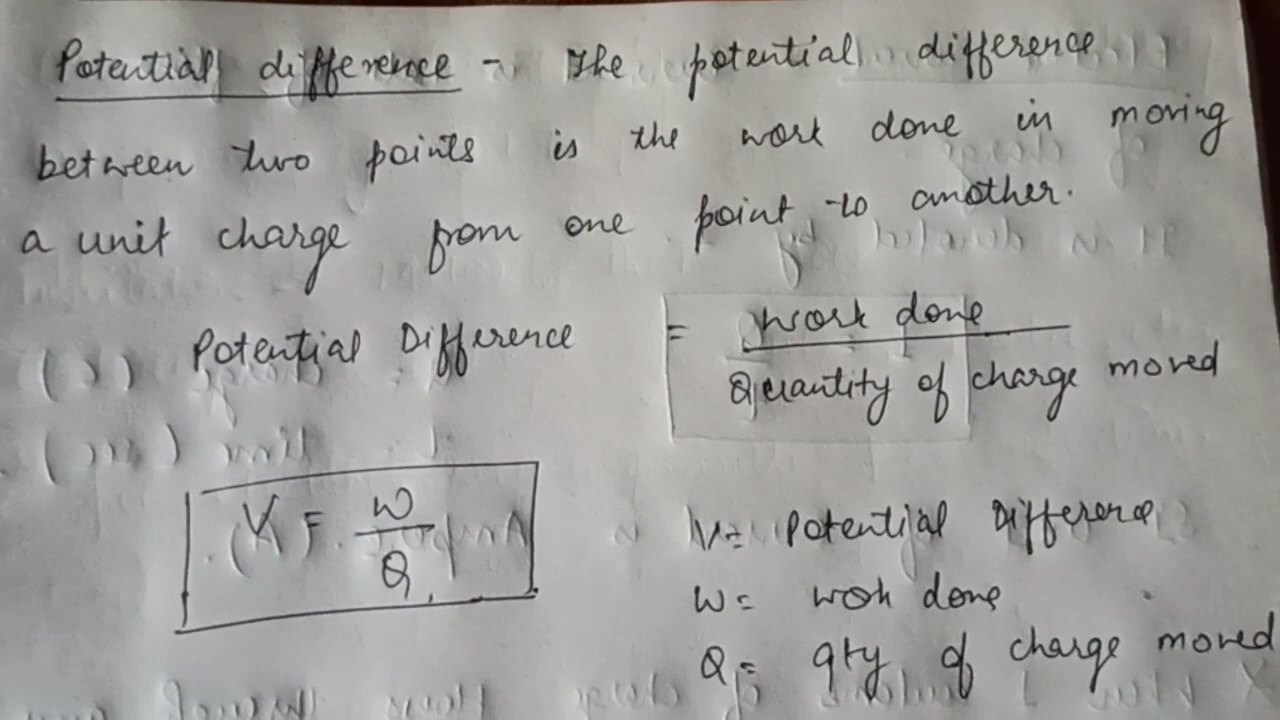 Potential difference - The potential difference
between two points is the work done in moving
a unit charge from one point to another.
Potential Difference = Work done
Quantity of charge moved
V = W
Q
V = Potential Difference
W = work done
Q = qty of charge moved